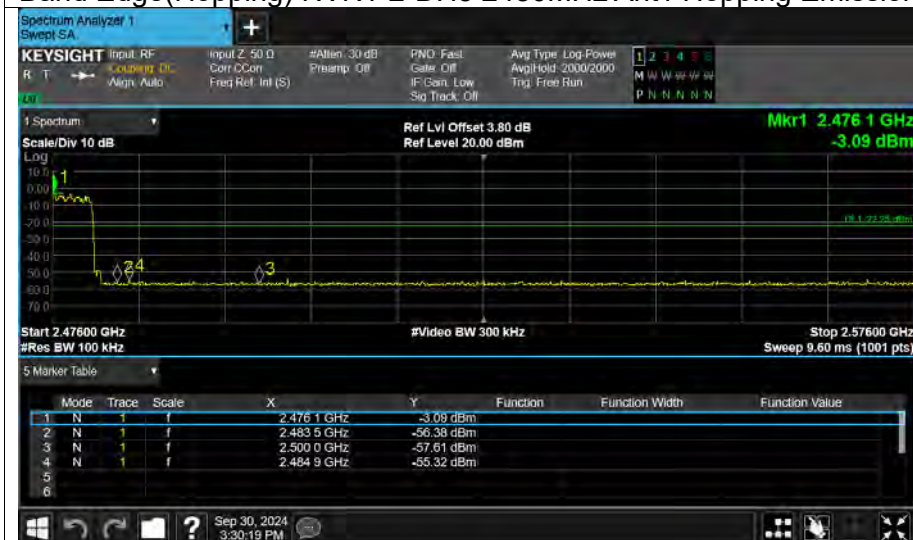 Spectrum Analyzer 1
Swept SA
+
KEYSIGHT Input: RF
R T Coupling: DC
Align: Auto
Input Z: 50 Ω
Corr CCorr
Freq Ref: Int (S)
#Atten: 30 dB
Preamp: Off
PNO: Fast
Gate: Off
IF Gain: Low
Sig Track: Off
Avg Type: Log-Power
Avg|Hold: 2000/2000
Trig: Free Run
1 2 3 4 5 6
M W W W W W
P N N N N N
1 Spectrum
Scale/Div 10 dB
Ref Lvl Offset 3.80 dB
Ref Level 20.00 dBm
Mkr1 2.476 1 GHz
-3.09 dBm
Log
10.0
0.00
-10.0
-20.0
-30.0
-40.0
-50.0
-60.0
-70.0
1
2
4
3
Start 2.47600 GHz
#Res BW 100 kHz
#Video BW 300 kHz
Stop 2.57600 GHz
Sweep 9.60 ms (1001 pts)
5 Marker Table
Mode Trace Scale X Y Function Function Width Function Value
1 N 1 f 2.476 1 GHz -3.09 dBm
2 N 1 f 2.483 5 GHz -56.38 dBm
3 N 1 f 2.500 0 GHz -57.61 dBm
4 N 1 f 2.484 9 GHz -55.32 dBm
5
6
?
Sep 30, 2024
3:30:19 PM